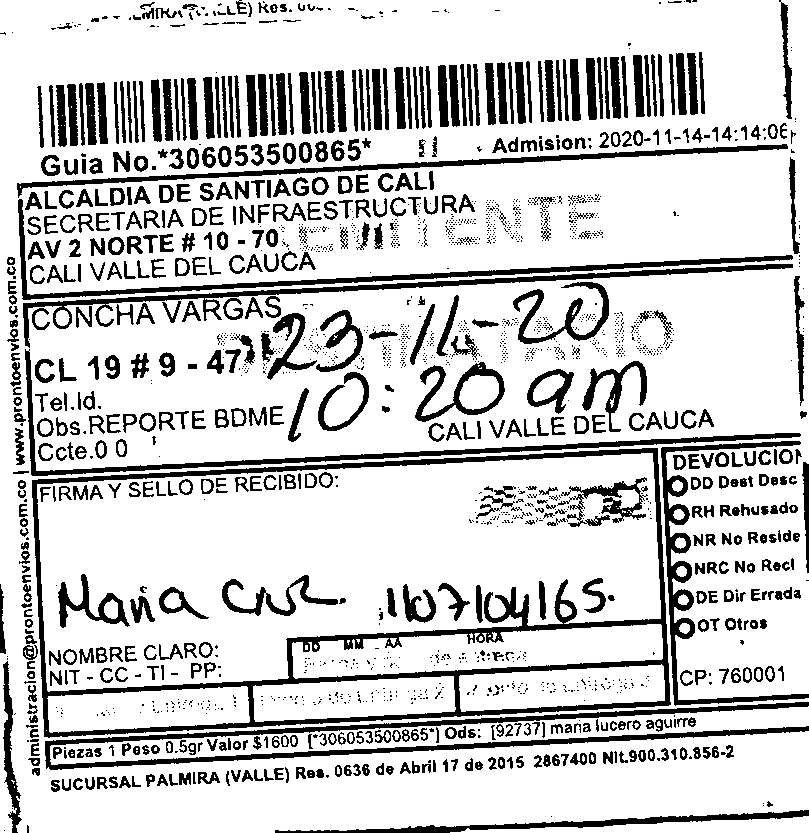 Guia No.*306053500865*
Admision: 2020-11-14-14:14:06
ALCALDIA DE SANTIAGO DE CALI
SECRETARIA DE INFRAESTRUCTURA
AV 2 NORTE # 10 - 70
CALI VALLE DEL CAUCA
REMITENTE
CONCHA VARGAS
DESTINATARIO
23-11-20
CL 19 # 9 - 47
10:20 am
Tel.Id.
Obs.REPORTE BDME
Ccte.0 0
CALI VALLE DEL CAUCA
www.prontoenvios.com.co
administracion@prontoenvios.com.co
FIRMA Y SELLO DE RECIBIDO:
Maria Cruz. 1107104165.
NOMBRE CLARO:
NIT - CC - TI - PP:
DD MM AA HORA
DEVOLUCION
DD Dest Desc
RH Rehusado
NR No Reside
NRC No Recl
DE Dir Errada
OT Otros
CP: 760001
Piezas 1 Peso 0.5gr Valor $1600 [*306053500865*] Ods: [92737] maria lucero aguirre
SUCURSAL PALMIRA (VALLE) Res. 0636 de Abril 17 de 2015 2867400 Nit.900.310.856-2